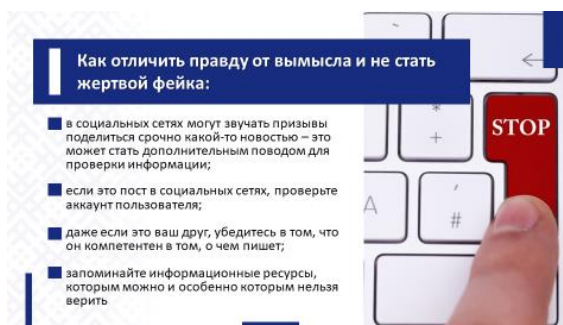 Как отличить правду от вымысла и не стать
жертвой фейка:
в социальных сетях могут звучать призывы
поделиться срочно какой-то новостью – это
может стать дополнительным поводом для
проверки информации;
если это пост в социальных сетях, проверьте
аккаунт пользователя;
даже если это ваш друг, убедитесь в том, что
он компетентен в том, о чем пишет;
запоминайте информационные ресурсы,
которым можно и особенно которым нельзя
верить
*
+
STOP
A
#